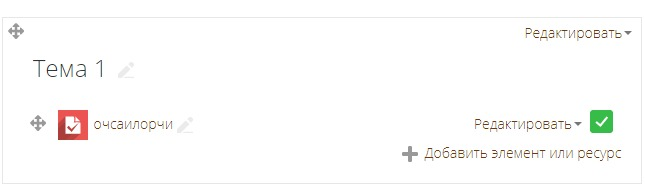 Редактировать
Тема 1
очсаилорчи Редактировать
Добавить элемент или ресурс